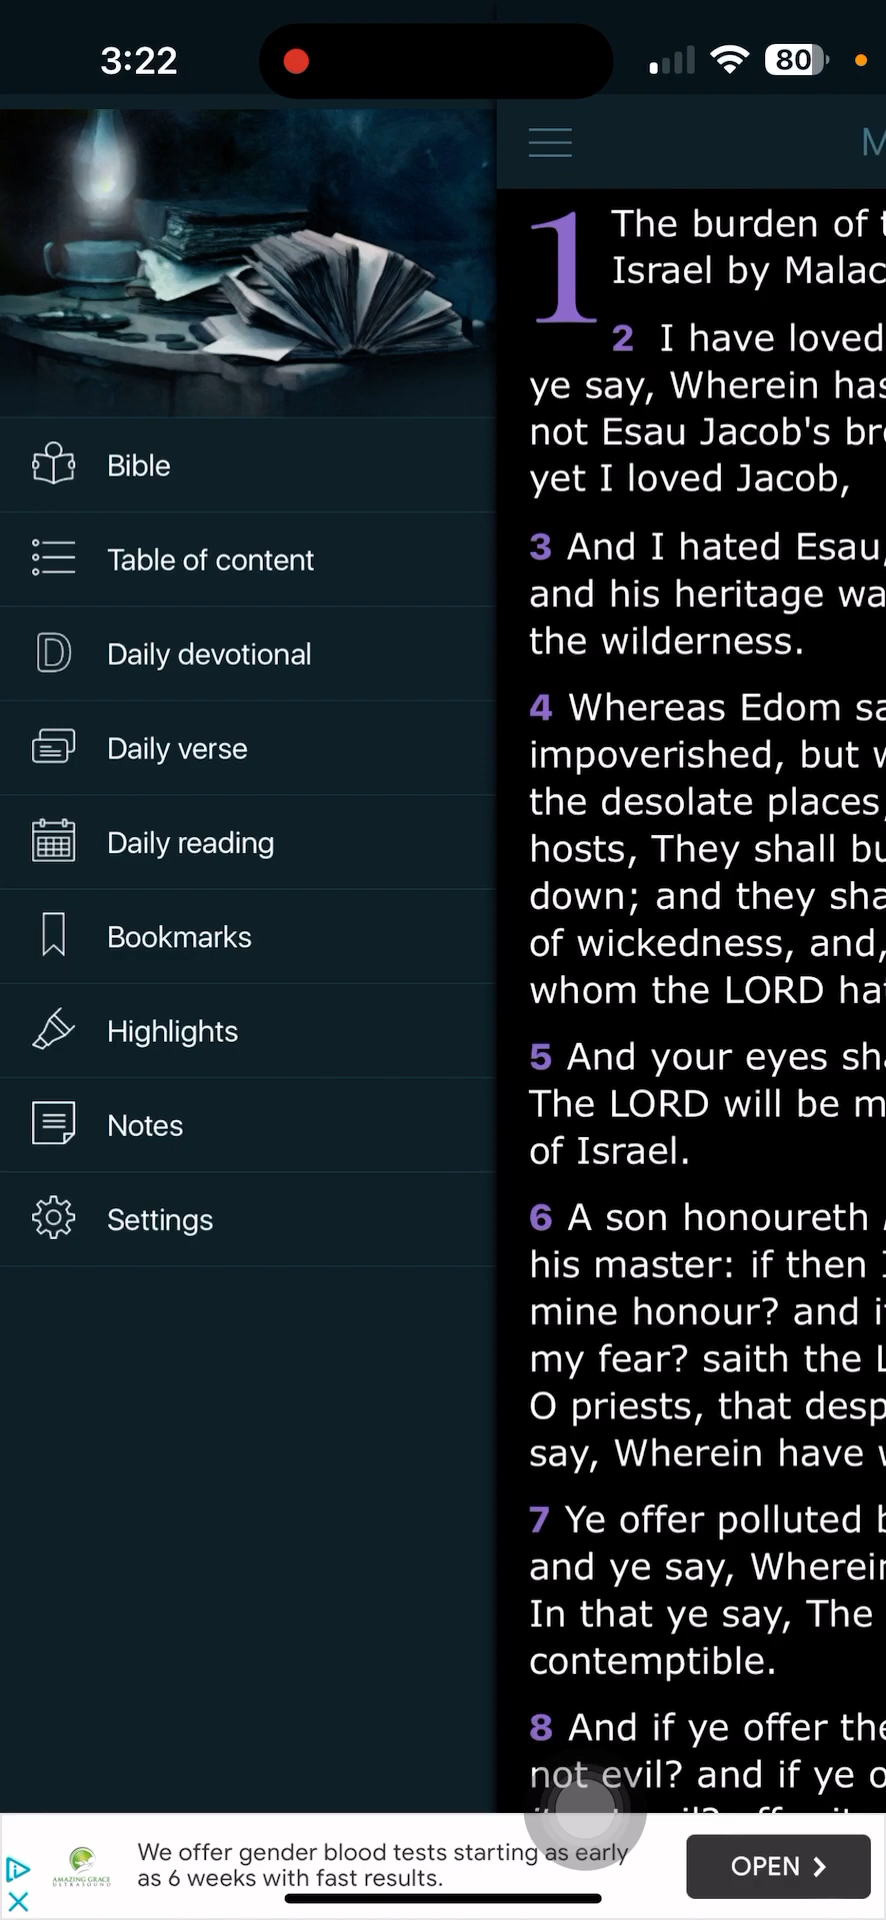 3:22
80
M
1 The burden of t
Israel by Malac
2 I have loved
ye say, Wherein has
not Esau Jacob's br
yet I loved Jacob,
3 And I hated Esau,
and his heritage wa
the wilderness.
4 Whereas Edom sa
impoverished, but w
the desolate places,
hosts, They shall bu
down; and they sha
of wickedness, and,
whom the LORD hat
5 And your eyes sha
The LORD will be m
of Israel.
6 A son honoureth
his master: if then I
mine honour? and i
my fear? saith the L
O priests, that desp
say, Wherein have w
7 Ye offer polluted b
and ye say, Wherein
In that ye say, The
contemptible.
8 And if ye offer the
not evil? and if ye o
Bible
Table of content
Daily devotional
Daily verse
Daily reading
Bookmarks
Highlights
Notes
Settings
AMAZING GRACE
ULTRASOUND
We offer gender blood tests starting as early
as 6 weeks with fast results.
OPEN